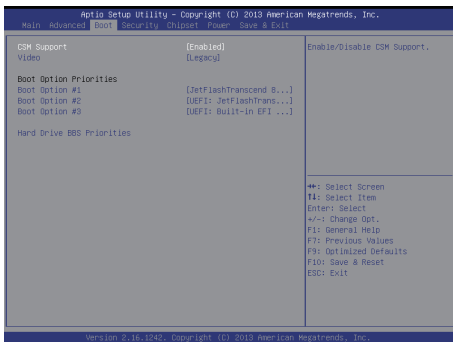 Aptio Setup Utility – Copyright (C) 2013 American Megatrends, Inc.
Main Advanced Boot Security Chipset Power Save & Exit
CSM Support [Enabled]
Video [Legacy]
Boot Option Priorities
Boot Option #1 [JetFlashTranscend 8...]
Boot Option #2 [UEFI: JetFlashTrans...]
Boot Option #3 [UEFI: Built-in EFI ...]
Hard Drive BBS Priorities
Enable/Disable CSM Support.
→←: Select Screen
↑↓: Select Item
Enter: Select
+/-: Change Opt.
F1: General Help
F7: Previous Values
F9: Optimized Defaults
F10: Save & Reset
ESC: Exit
Version 2.16.1242. Copyright (C) 2013 American Megatrends, Inc.